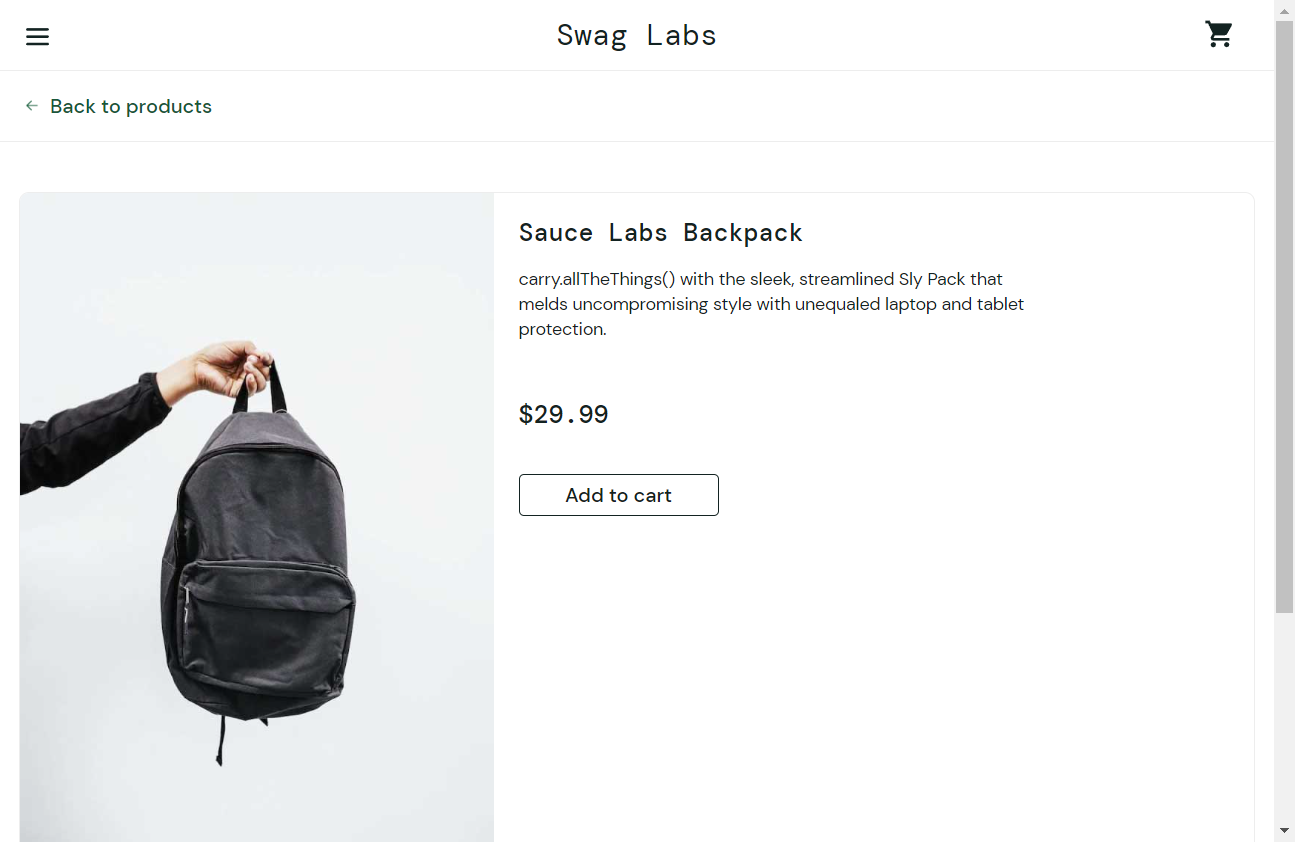 Swag Labs
Back to products
Sauce Labs Backpack
carry.allTheThings() with the sleek, streamlined Sly Pack that
melds uncompromising style with unequaled laptop and tablet
protection.
$29.99
Add to cart